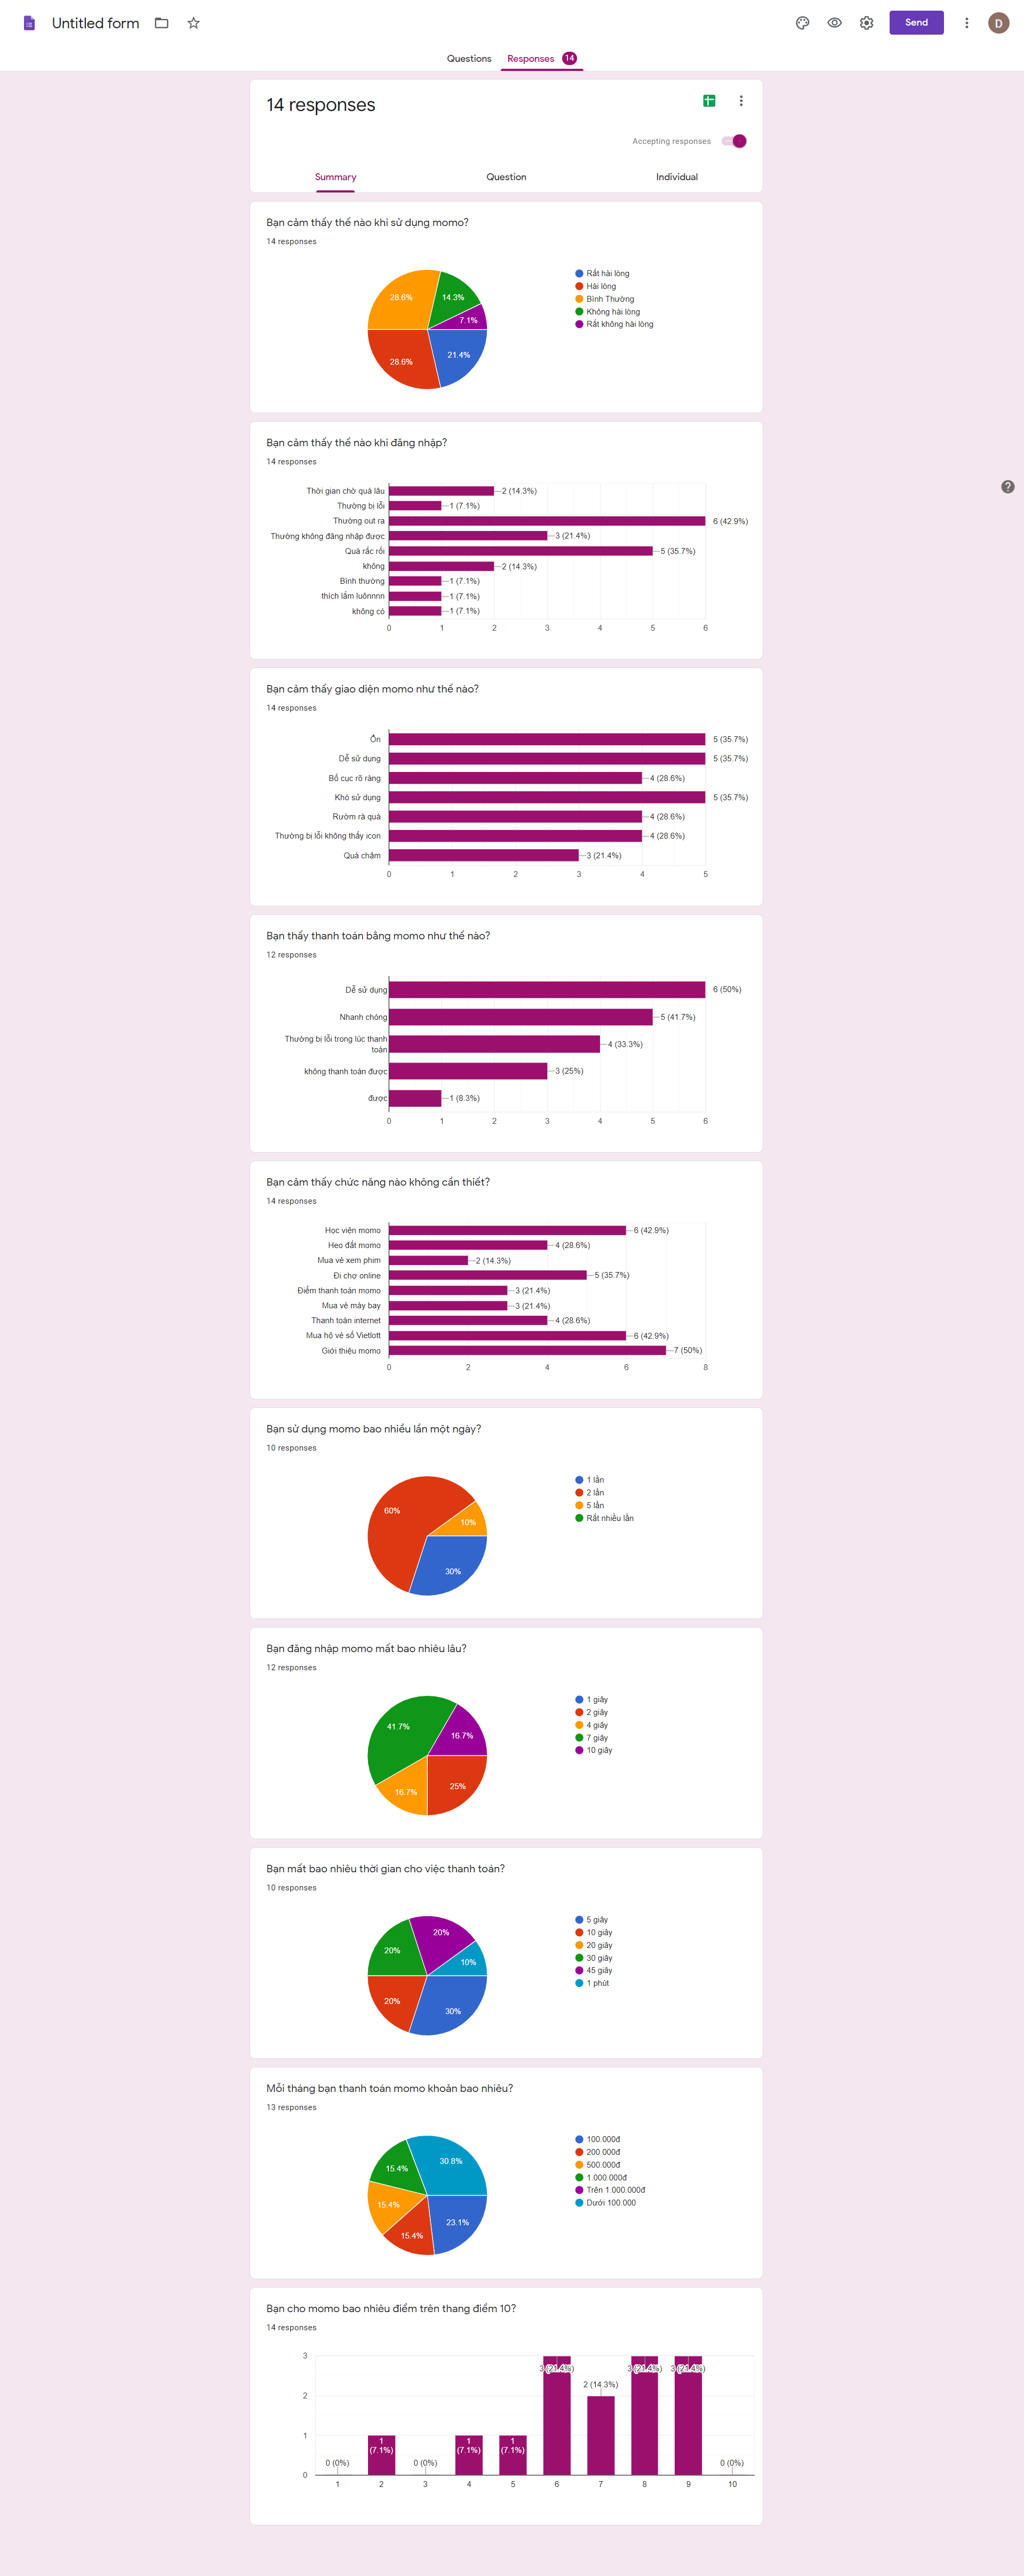 Untitled form
Send
D
Questions
Responses 14
14 responses
Accepting responses
Summary
Question
Individual
Bạn cảm thấy thế nào khi sử dụng momo?
14 responses
28.6%
14.3%
7.1%
21.4%
28.6%
Rất hài lòng
Hài lòng
Bình Thường
Không hài lòng
Rất không hài lòng
Bạn cảm thấy thế nào khi đăng nhập?
14 responses
Thời gian chờ quá lâu 2 (14.3%)
Thường bị lỗi 1 (7.1%)
Thường out ra 6 (42.9%)
Thường không đăng nhập được 3 (21.4%)
Quá rắc rối 5 (35.7%)
không 2 (14.3%)
Bình thường 1 (7.1%)
thích lắm luônnnn 1 (7.1%)
không có 1 (7.1%)
0 1 2 3 4 5 6
Bạn cảm thấy giao diện momo như thế nào?
14 responses
Ổn 5 (35.7%)
Dễ sử dụng 5 (35.7%)
Bố cục rõ ràng 4 (28.6%)
Khó sử dụng 5 (35.7%)
Rườm rà quá 4 (28.6%)
Thường bị lỗi không thấy icon 4 (28.6%)
Quá chậm 3 (21.4%)
0 1 2 3 4 5
Bạn thấy thanh toán bằng momo như thế nào?
12 responses
Dễ sử dụng 6 (50%)
Nhanh chóng 5 (41.7%)
Thường bị lỗi trong lúc thanh
toán 4 (33.3%)
không thanh toán được 3 (25%)
được 1 (8.3%)
0 1 2 3 4 5 6
Bạn cảm thấy chức năng nào không cần thiết?
14 responses
Học viện momo 6 (42.9%)
Heo đất momo 4 (28.6%)
Mua vé xem phim 2 (14.3%)
Đi chợ online 5 (35.7%)
Điểm thanh toán momo 3 (21.4%)
Mua vé máy bay 3 (21.4%)
Thanh toán internet 4 (28.6%)
Mua hộ vé số Vietlott 6 (42.9%)
Giới thiệu momo 7 (50%)
0 2 4 6 8
Bạn sử dụng momo bao nhiêu lần một ngày?
10 responses
60%
10%
30%
1 lần
2 lần
5 lần
Rất nhiều lần
Bạn đăng nhập momo mất bao nhiêu lâu?
12 responses
41.7%
16.7%
25%
16.7%
1 giây
2 giây
4 giây
7 giây
10 giây
Bạn mất bao nhiêu thời gian cho việc thanh toán?
10 responses
20%
20%
10%
20%
30%
5 giây
10 giây
20 giây
30 giây
45 giây
1 phút
Mỗi tháng bạn thanh toán momo khoản bao nhiêu?
13 responses
30.8%
15.4%
15.4%
15.4%
23.1%
100.000đ
200.000đ
500.000đ
1.000.000đ
Trên 1.000.000đ
Dưới 100.000
Bạn cho momo bao nhiêu điểm trên thang điểm 10?
14 responses
3
2
1
0
0 (0%)
1 (7.1%)
0 (0%)
1 (7.1%)
1 (7.1%)
3 (21.4%)
2 (14.3%)
3 (21.4%)
3 (21.4%)
0 (0%)
1 2 3 4 5 6 7 8 9 10